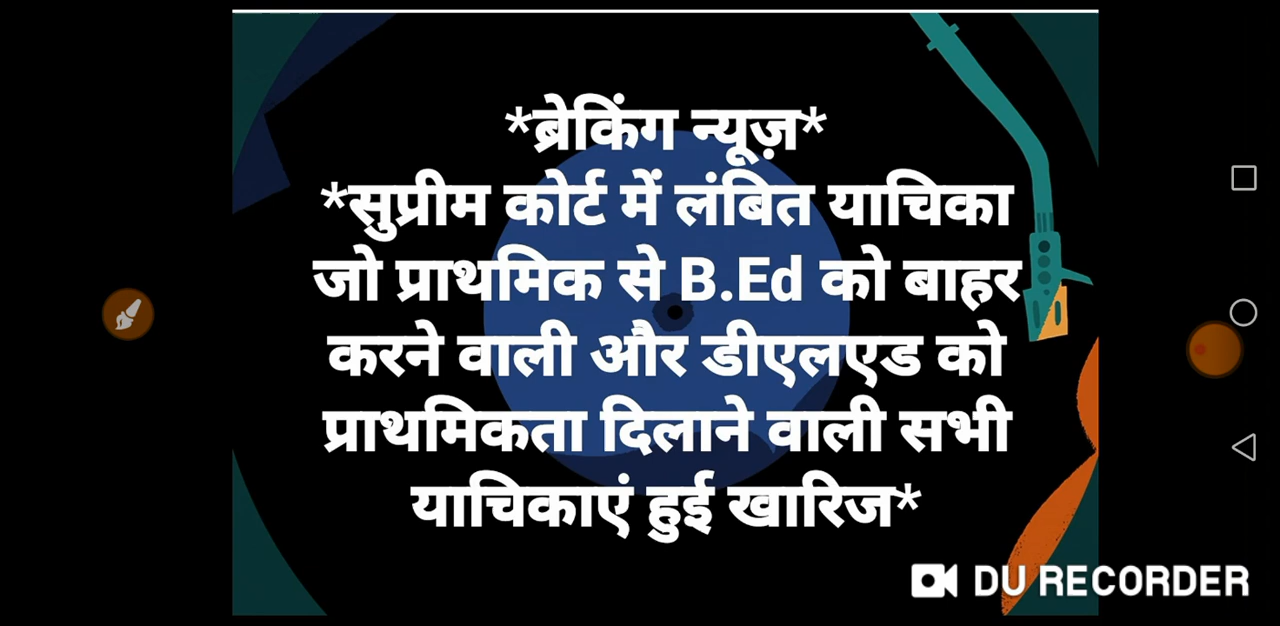 *ब्रेकिंग न्यूज़*
*सुप्रीम कोर्ट में लंबित याचिका
जो प्राथमिक से B.Ed को बाहर
करने वाली और डीएलएड को
प्राथमिकता दिलाने वाली सभी
याचिकाएं हुई खारिज*
DU RECORDER